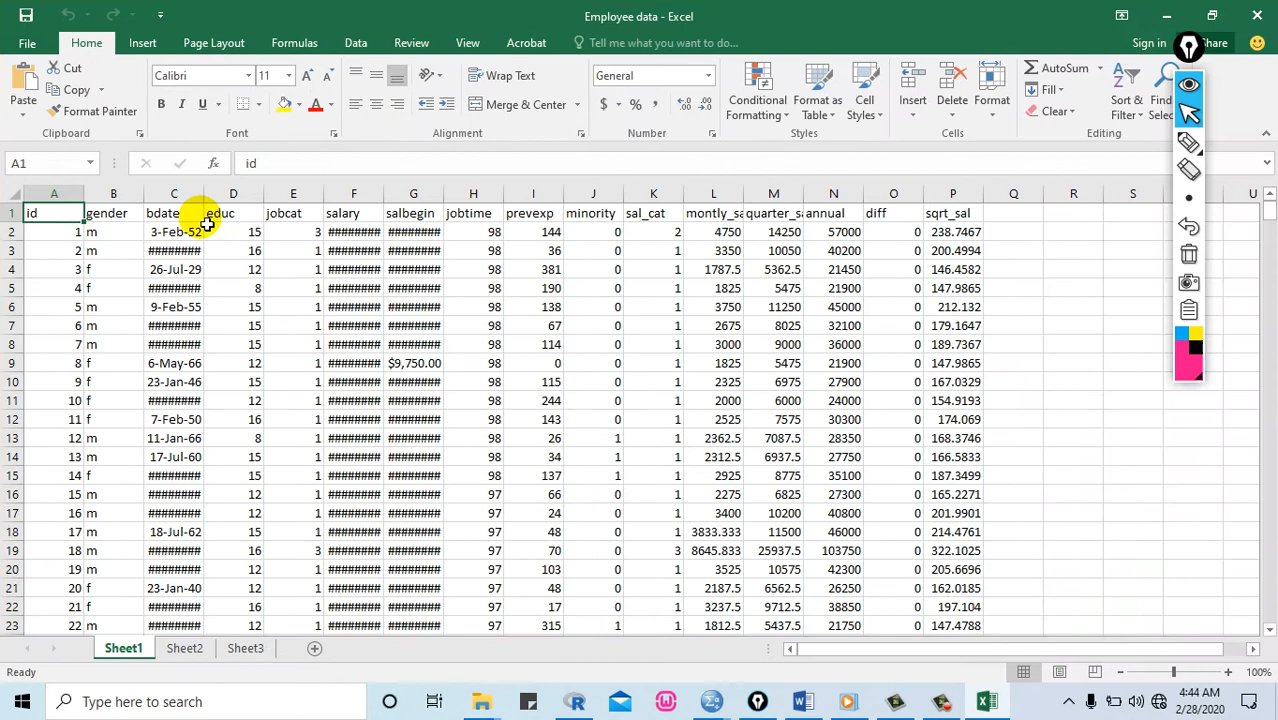 Employee data - Excel
File Home Insert Page Layout Formulas Data Review View Acrobat Tell me what you want to do... Sign in Share
Paste Cut Copy Format Painter Clipboard
Calibri 11 B I U A Font
Wrap Text Merge & Center Alignment
General $ % , Number
Conditional Formatting Format as Table Cell Styles Styles
Insert Delete Format Cells
AutoSum Fill Clear Sort & Filter Find Select Editing
A1 fx id
A B C D E F G H I J K L M N O P Q R S U
1 id gender bdate educ jobcat salary salbegin jobtime prevexp minority sal_cat montly_sa quarter_sa annual diff sqrt_sal
2 1 m 3-Feb-52 15 3 ######## ######## 98 144 0 2 4750 14250 57000 0 238.7467
3 2 m ######## 16 1 ######## ######## 98 36 0 1 3350 10050 40200 0 200.4994
4 3 f 26-Jul-29 12 1 ######## ######## 98 381 0 1 1787.5 5362.5 21450 0 146.4582
5 4 f ######## 8 1 ######## ######## 98 190 0 1 1825 5475 21900 0 147.9865
6 5 m 9-Feb-55 15 1 ######## ######## 98 138 0 1 3750 11250 45000 0 212.132
7 6 m ######## 15 1 ######## ######## 98 67 0 1 2675 8025 32100 0 179.1647
8 7 m ######## 15 1 ######## ######## 98 114 0 1 3000 9000 36000 0 189.7367
9 8 f 6-May-66 12 1 ######## $9,750.00 98 0 0 1 1825 5475 21900 0 147.9865
10 9 f 23-Jan-46 15 1 ######## ######## 98 115 0 1 2325 6975 27900 0 167.0329
11 10 f ######## 12 1 ######## ######## 98 244 0 1 2000 6000 24000 0 154.9193
12 11 f 7-Feb-50 16 1 ######## ######## 98 143 0 1 2525 7575 30300 0 174.069
13 12 m 11-Jan-66 8 1 ######## ######## 98 26 1 1 2362.5 7087.5 28350 0 168.3746
14 13 m 17-Jul-60 15 1 ######## ######## 98 34 1 1 2312.5 6937.5 27750 0 166.5833
15 14 f ######## 15 1 ######## ######## 98 137 1 1 2925 8775 35100 0 187.3499
16 15 m ######## 12 1 ######## ######## 97 66 0 1 2275 6825 27300 0 165.2271
17 16 m ######## 12 1 ######## ######## 97 24 0 1 3400 10200 40800 0 201.9901
18 17 m 18-Jul-62 15 1 ######## ######## 97 48 0 1 3833.333 11500 46000 0 214.4761
19 18 m ######## 16 3 ######## ######## 97 70 0 3 8645.833 25937.5 103750 0 322.1025
20 19 m ######## 12 1 ######## ######## 97 103 0 1 3525 10575 42300 0 205.6696
21 20 f 23-Jan-40 12 1 ######## ######## 97 48 0 1 2187.5 6562.5 26250 0 162.0185
22 21 f ######## 16 1 ######## ######## 97 17 0 1 3237.5 9712.5 38850 0 197.104
23 22 m ######## 12 1 ######## ######## 97 315 1 1 1812.5 5437.5 21750 0 147.4788
Sheet1 Sheet2 Sheet3
Ready 100%
Type here to search 4:44 AM
2/28/2020